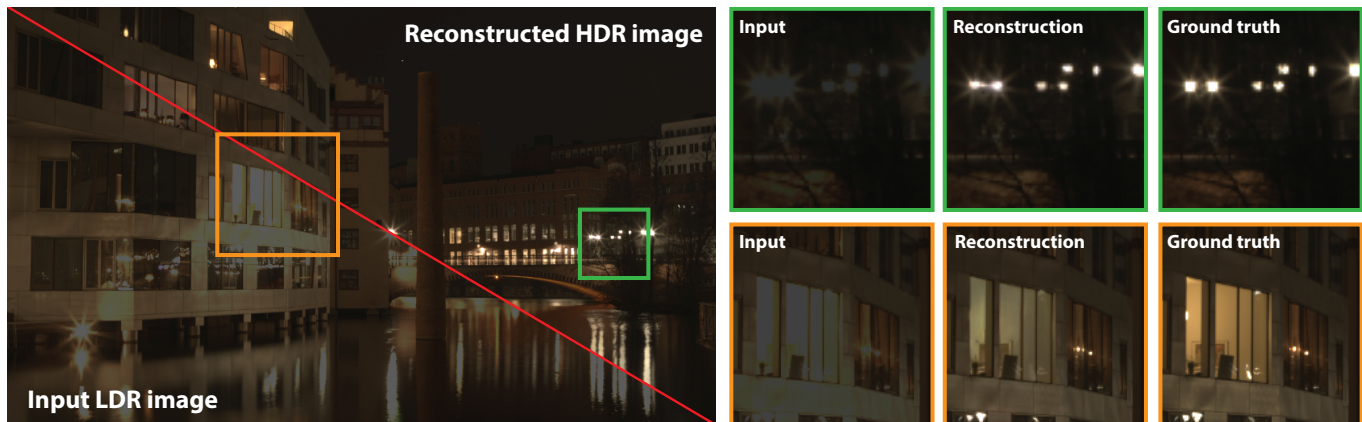 Reconstructed HDR image
Input LDR image
Input
Reconstruction
Ground truth
Input
Reconstruction
Ground truth